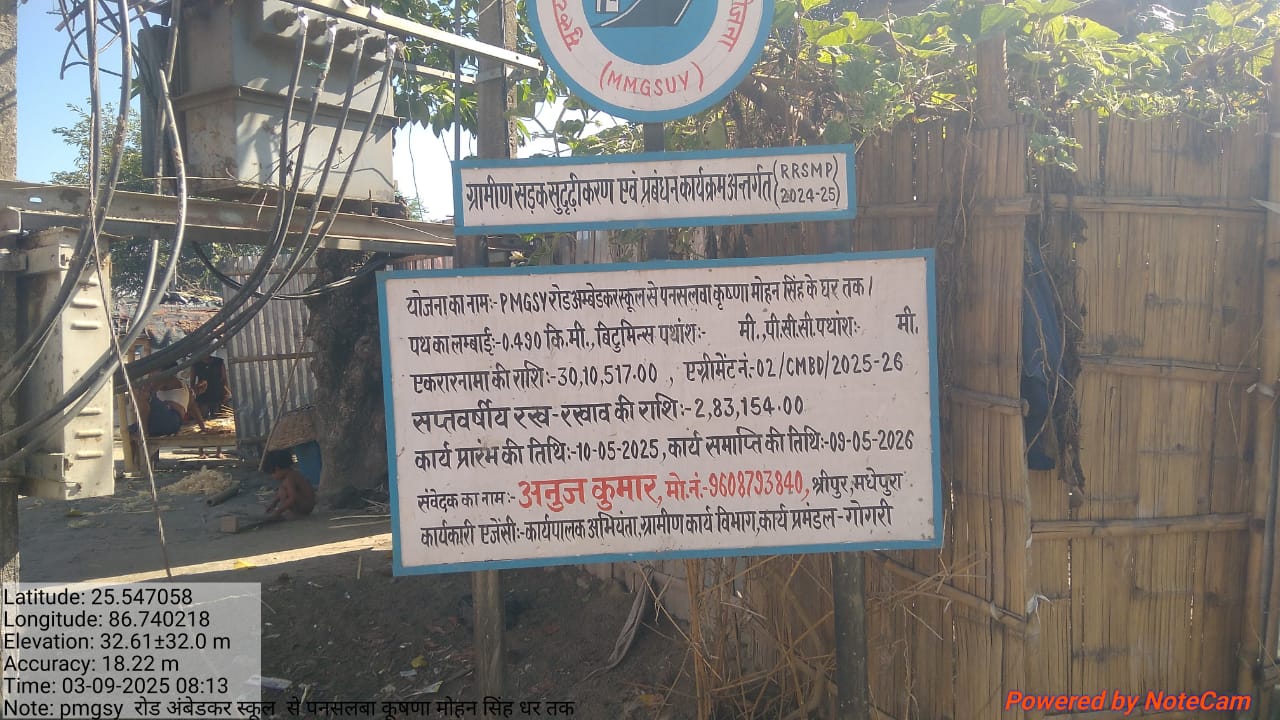 (MMGSUY)
ग्रामीण सड़क सुदृढ़ीकरण एवं प्रबंधन कार्यक्रम अन्तर्गत (RRSMP) 2024-25)
योजना का नाम:- PMGSY रोड अम्बेडकर स्कूल से पनसलवा कृष्णा मोहन सिंह के घर तक।
पथ का लम्बाई:-0.490 कि.मी., बिटुमिन्स पथांश:- मी.,पी.सी.सी.पथांश: मी.
एकरारनामा की राशि:-30,10,517.00 , एग्रीमेंट नं:-02/CMBD/2025-26
सप्तवर्षीय रख-रखाव की राशि:-2,83,154.00
कार्य प्रारंभ की तिथि:-10-05-2025, कार्य समाप्ति की तिथि:-09-05-2026
संवेदक का नाम:- अनुज कुमार, मो.नं:-9608793840, श्रीपुर,मधेपुरा
कार्यकारी एजेंसी:-कार्यपालक अभियंता,ग्रामीण कार्य विभाग,कार्य प्रमंडल-गोगरी
Latitude: 25.547058
Longitude: 86.740218
Elevation: 32.61±32.0 m
Accuracy: 18.22 m
Time: 03-09-2025 08:13
Note: pmgsy रोड अंबेडकर स्कूल से पनसलबा कृषणा मोहन सिंह धर तक
Powered by NoteCam